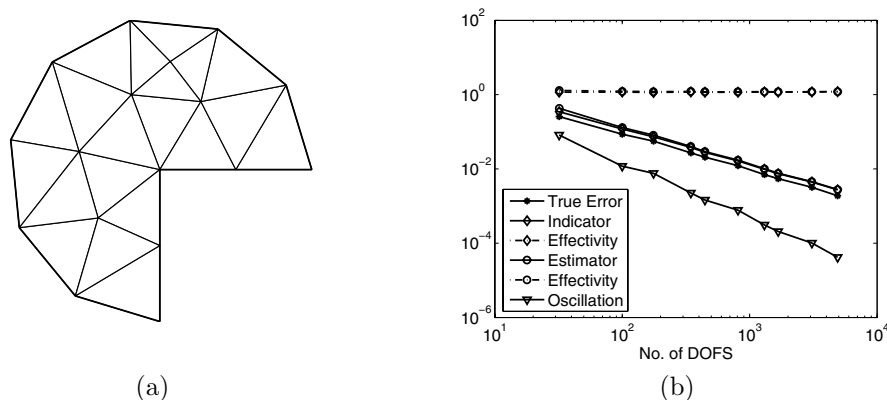 10^2
10^0
10^-2
10^-4
10^-6
True Error
Indicator
Effectivity
Estimator
Effectivity
Oscillation
10^1
10^2
10^3
10^4
No. of DOFS
(a)
(b)